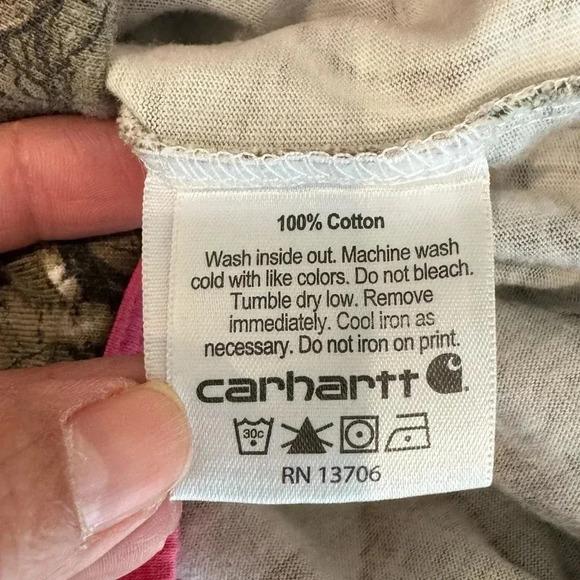 100% Cotton
Wash inside out. Machine wash
cold with like colors. Do not bleach.
Tumble dry low. Remove
immediately. Cool iron as
necessary. Do not iron on print.
carhartt
30c
RN 13706